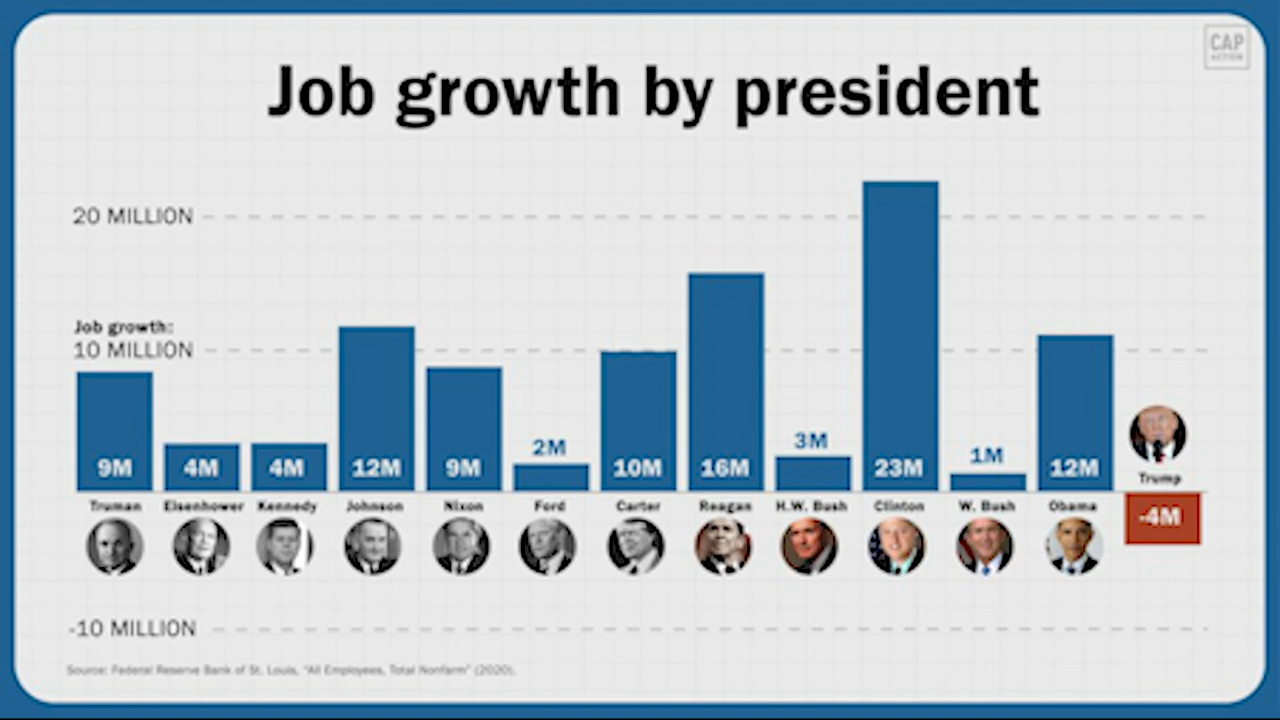 CAP
ACTION
Job growth by president
20 MILLION
Job growth:
10 MILLION
9M
4M
4M
12M
9M
2M
10M
16M
3M
23M
1M
12M
-4M
Truman
Eisenhower
Kennedy
Johnson
Nixon
Ford
Carter
Reagan
H.W. Bush
Clinton
W. Bush
Obama
Trump
-10 MILLION
Source: Federal Reserve Bank of St. Louis, "All Employees, Total Nonfarm" (2020).